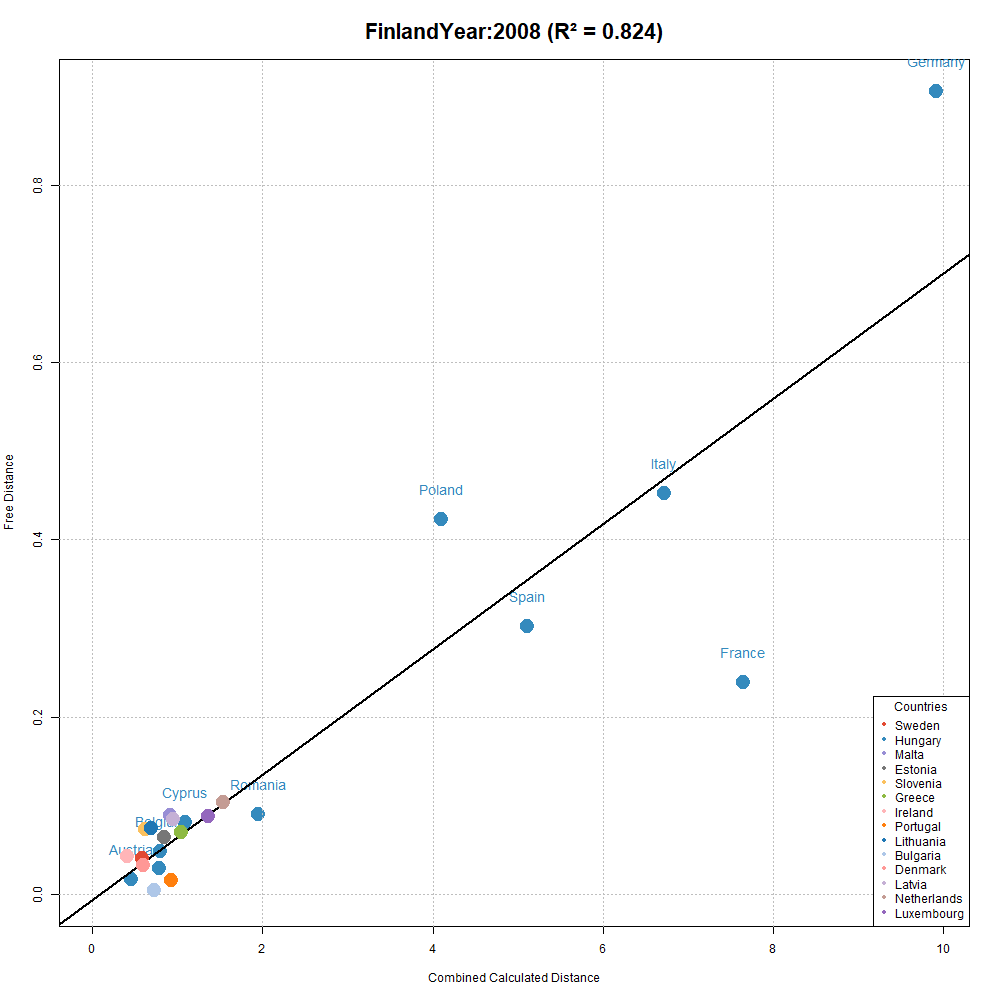 FinlandYear:2008 (R² = 0.824)
Germany
0.8
0.6
Italy
Poland
Free Distance
0.4
Spain
France
0.2
Countries
Sweden
Hungary
Malta
Estonia
Slovenia
Greece
Ireland
Portugal
Lithuania
Bulgaria
Denmark
Latvia
Netherlands
Luxembourg
Romania
Cyprus
Austria
0.0
0 2 4 6 8 10
Combined Calculated Distance